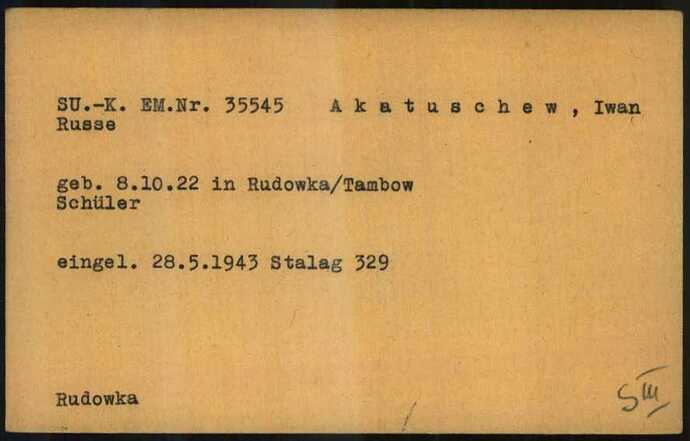 SU.-K. EM.Nr. 35545 A k a t u s c h e w , Iwan
Russe
geb. 8.10.22 in Rudowka/Tambow
Schüler
eingel. 28.5.1943 Stalag 329
Rudowka
S III